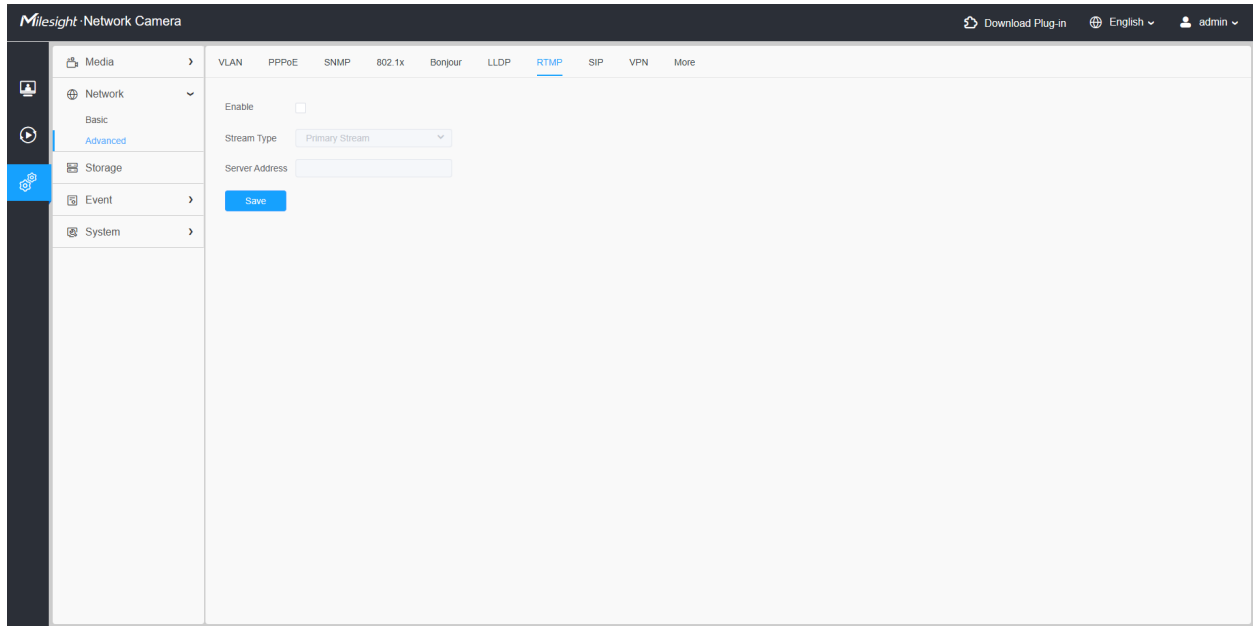 Milesight·Network Camera
Download Plug-in English admin
Media
Network
Basic
Advanced
Storage
Event
System
VLAN PPPoE SNMP 802.1x Bonjour LLDP RTMP SIP VPN More
Enable
Stream Type Primary Stream
Server Address
Save